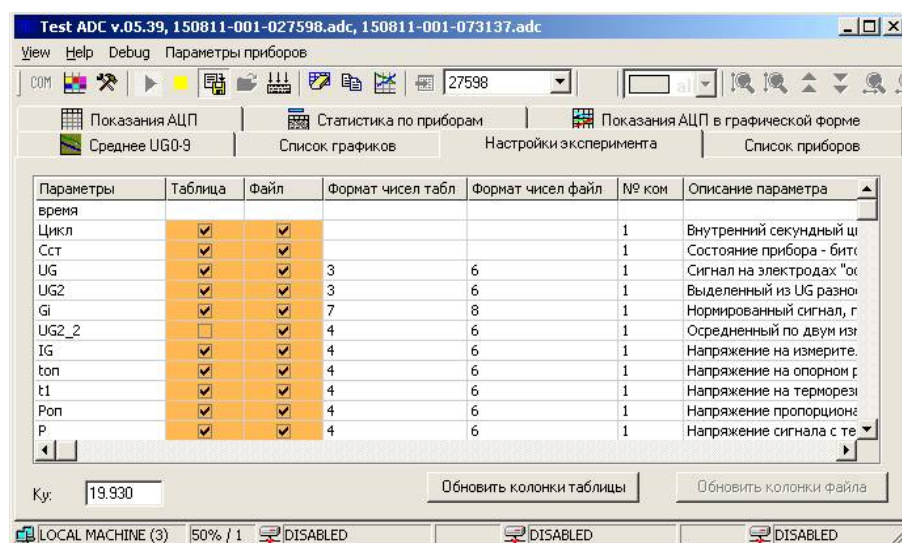 Test ADC v.05.39, 150811-001-027598.adc, 150811-001-073137.adc
View Help Debug Параметры приборов
COM 27598 al
Показания АЦП Статистика по приборам Показания АЦП в графической форме
Среднее UG0-9 Список графиков Настройки эксперимента Список приборов
Параметры Таблица Файл Формат чисел табл Формат чисел файл № ком Описание параметра
время
Цикл 1 Внутренний секундный ци
Сст 1 Состояние прибора - бито
UG 3 6 1 Сигнал на электродах "ос
UG2 3 6 1 Выделенный из UG разно
Gi 7 8 1 Нормированный сигнал, г
UG2_2 4 6 1 Осредненный по двум изм
IG 4 6 1 Напряжение на измерите.
tоп 4 6 1 Напряжение на опорном р
t1 4 6 1 Напряжение на терморези
Pоп 4 6 1 Напряжение пропорциона
P 4 6 1 Напряжение сигнала с те
Ку: 19.930 Обновить колонки таблицы Обновить колонки файла
LOCAL MACHINE (3) 50% / 1 DISABLED DISABLED DISABLED